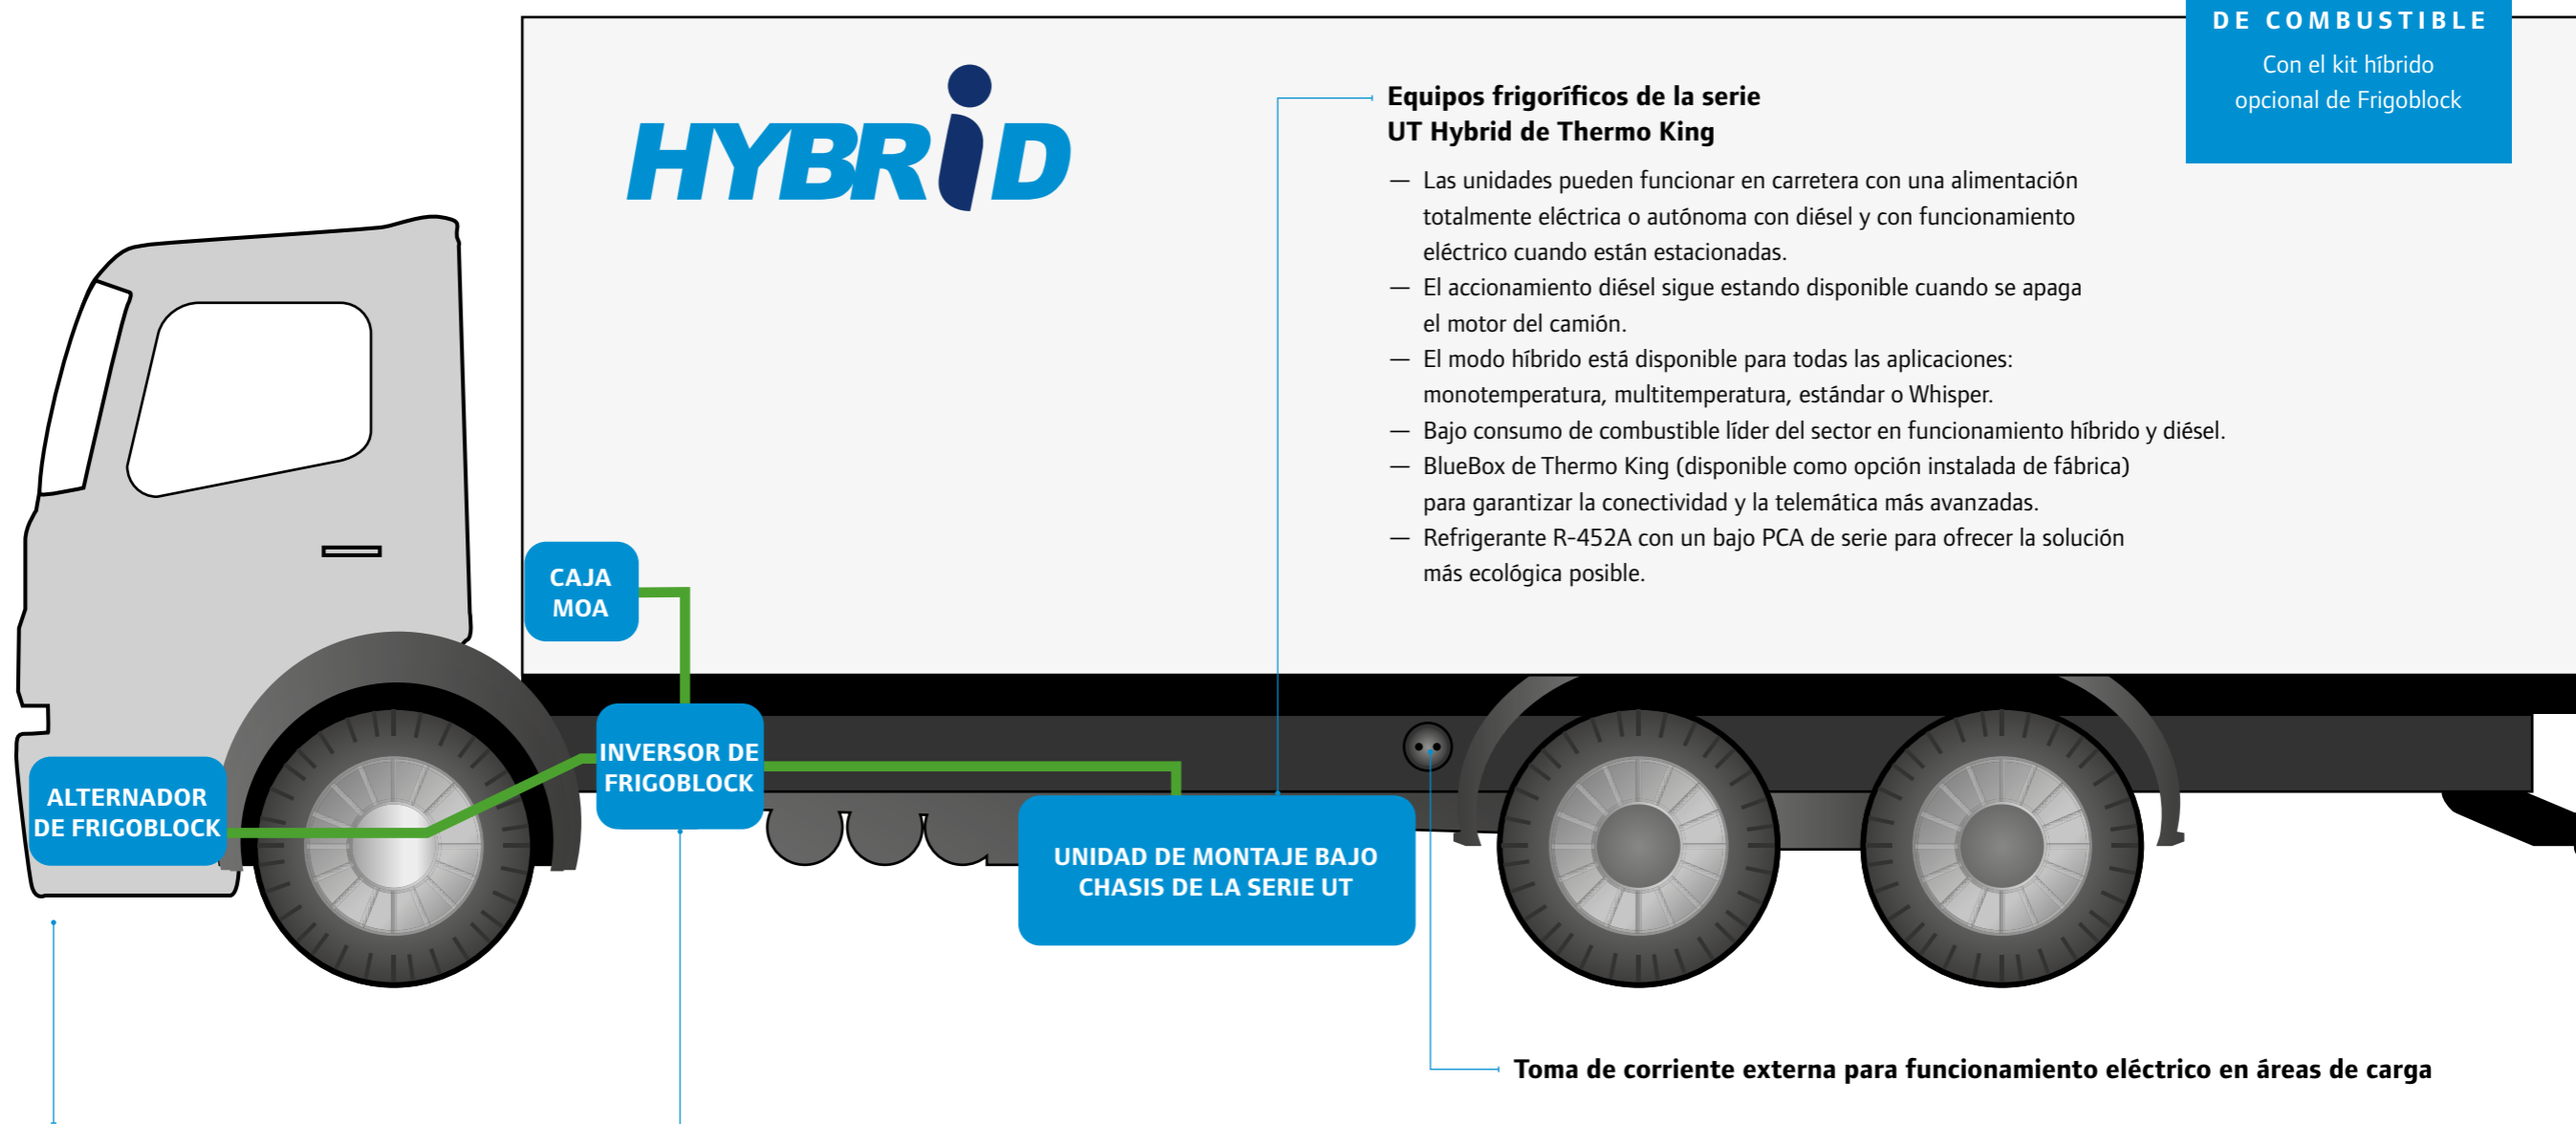 DE COMBUSTIBLE
Con el kit híbrido
opcional de Frigoblock
HYBRiD
Equipos frigoríficos de la serie
UT Hybrid de Thermo King
— Las unidades pueden funcionar en carretera con una alimentación
totalmente eléctrica o autónoma con diésel y con funcionamiento
eléctrico cuando están estacionadas.
— El accionamiento diésel sigue estando disponible cuando se apaga
el motor del camión.
— El modo híbrido está disponible para todas las aplicaciones:
monotemperatura, multitemperatura, estándar o Whisper.
— Bajo consumo de combustible líder del sector en funcionamiento híbrido y diésel.
— BlueBox de Thermo King (disponible como opción instalada de fábrica)
para garantizar la conectividad y la telemática más avanzadas.
— Refrigerante R-452A con un bajo PCA de serie para ofrecer la solución
más ecológica posible.
CAJA
MOA
INVERSOR DE
FRIGOBLOCK
ALTERNADOR
DE FRIGOBLOCK
UNIDAD DE MONTAJE BAJO
CHASIS DE LA SERIE UT
Toma de corriente externa para funcionamiento eléctrico en áreas de carga